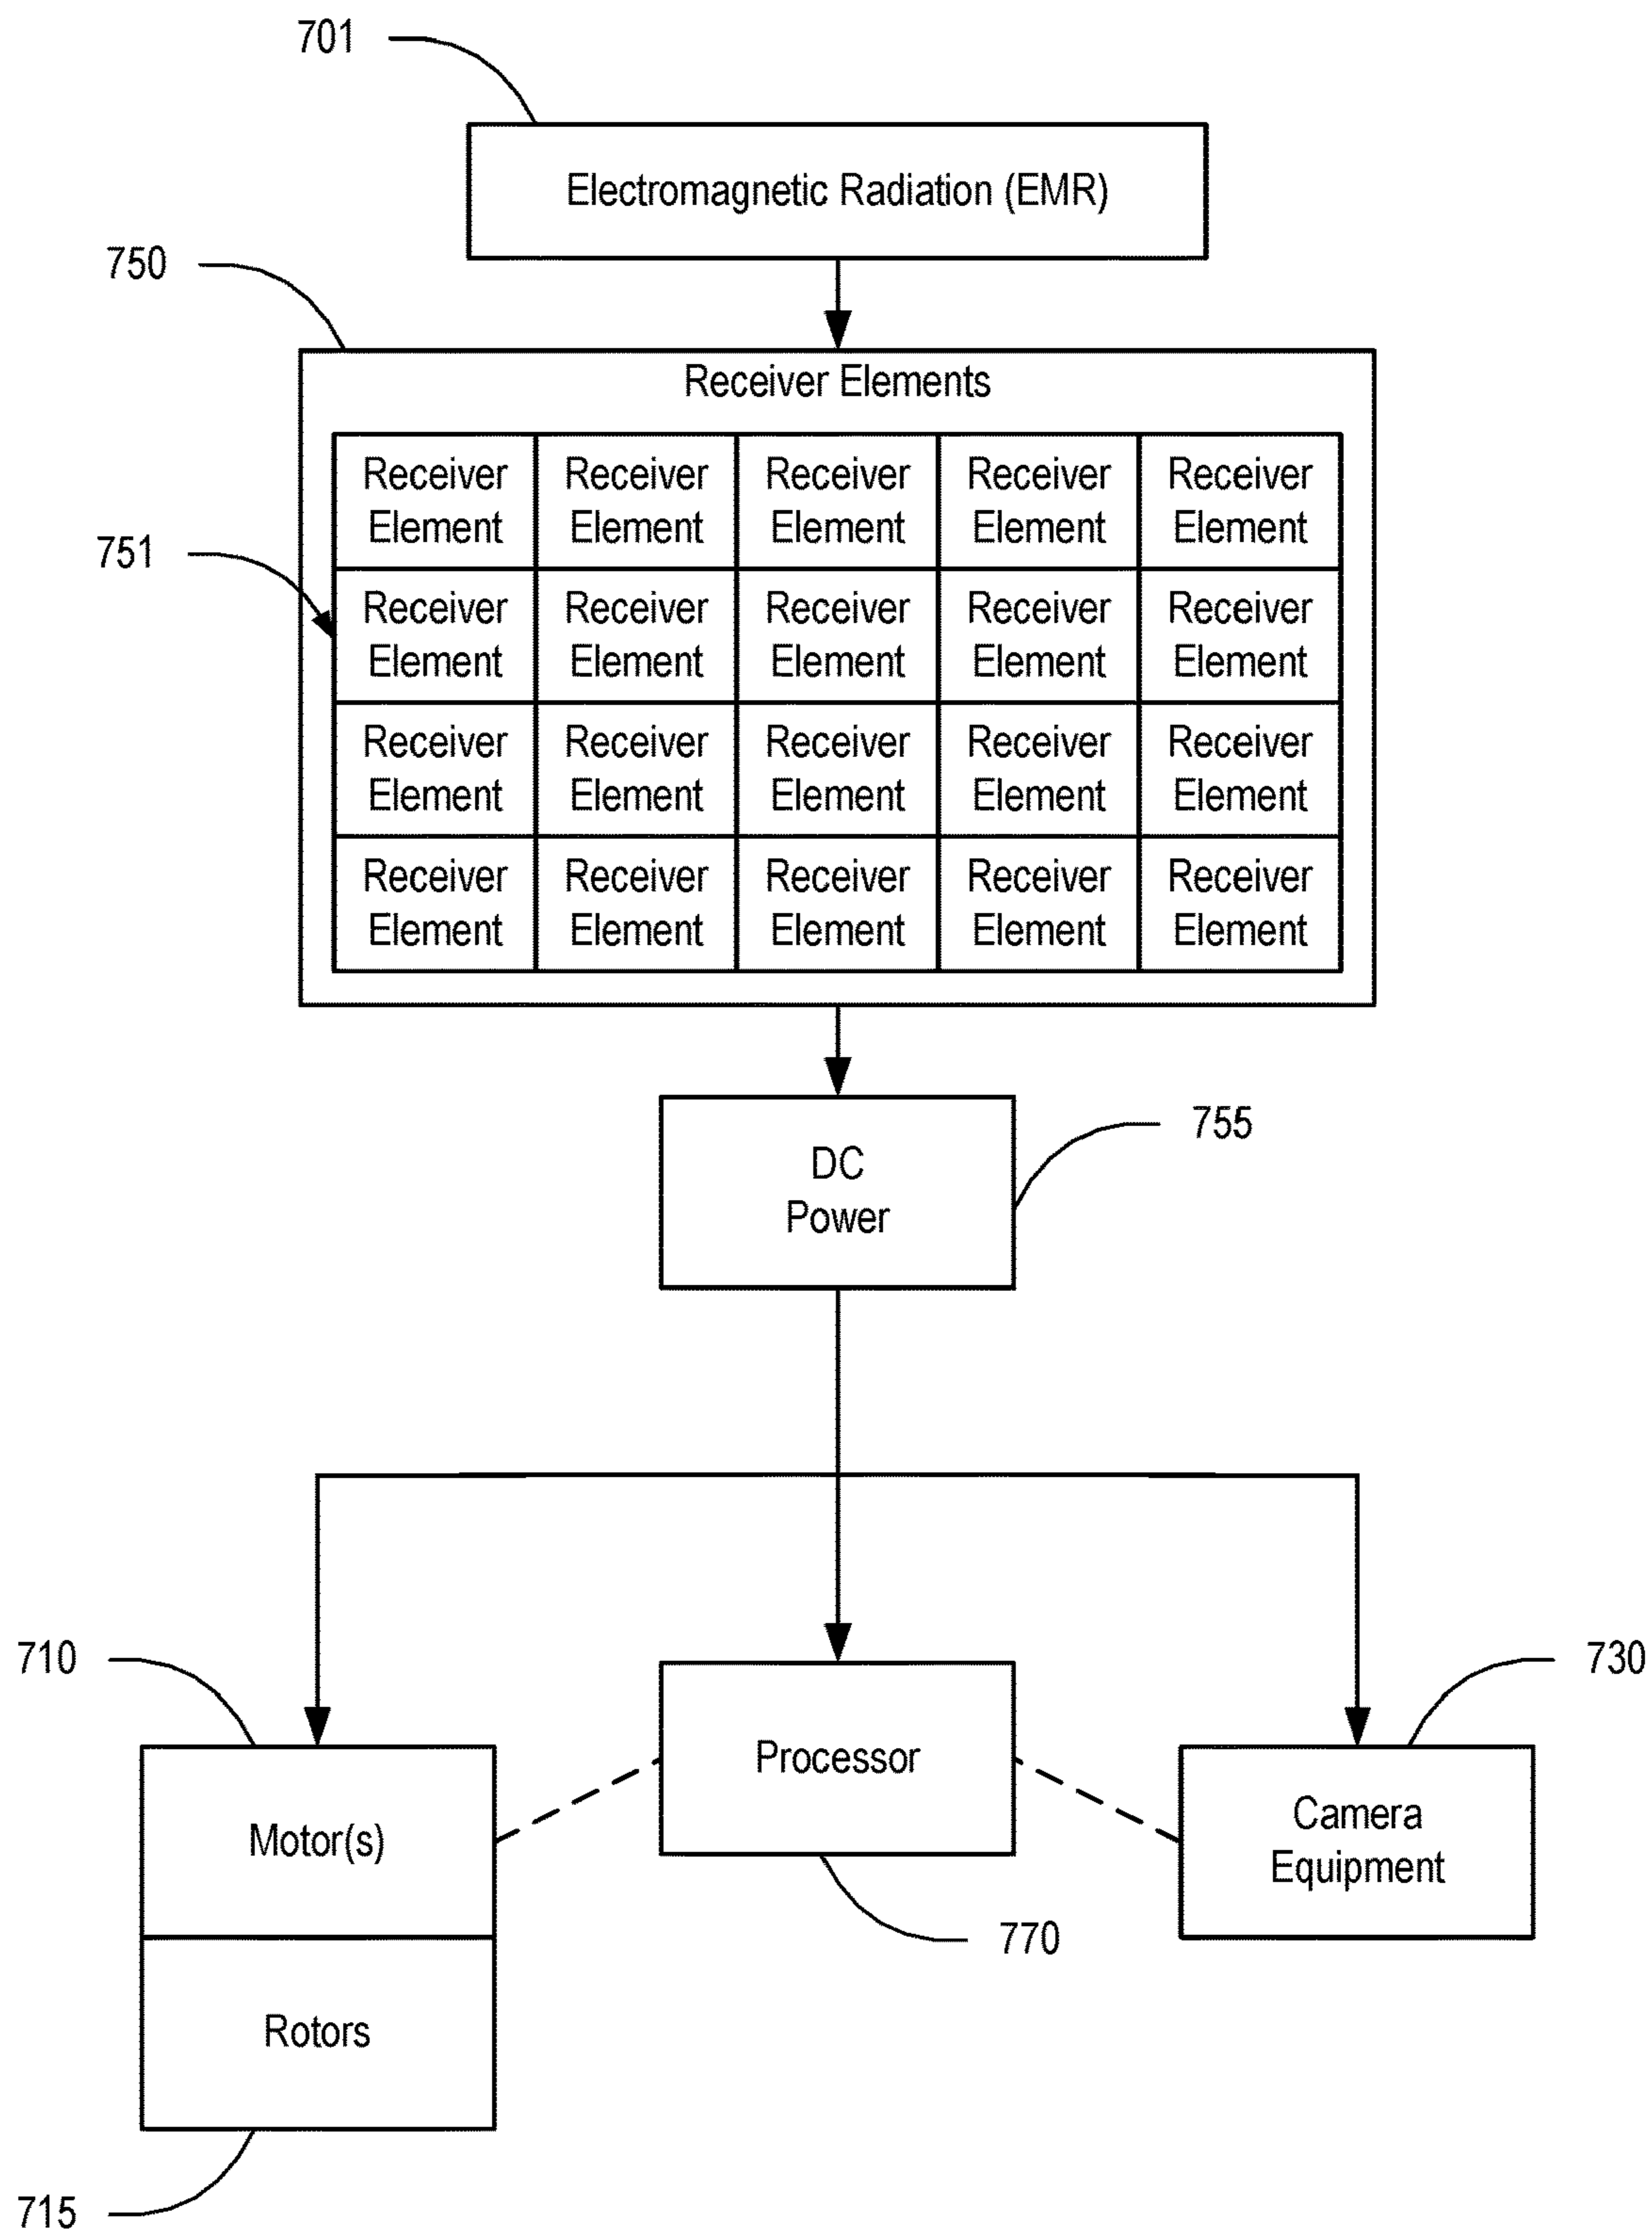 701
Electromagnetic Radiation (EMR)
750
Receiver Elements
Receiver Receiver Receiver Receiver Receiver
Element Element Element Element Element
751
Receiver Receiver Receiver Receiver Receiver
Element Element Element Element Element
Receiver Receiver Receiver Receiver Receiver
Element Element Element Element Element
Receiver Receiver Receiver Receiver Receiver
Element Element Element Element Element
755
DC
Power
710
730
Motor(s)
Processor
Camera
Equipment
770
Rotors
715